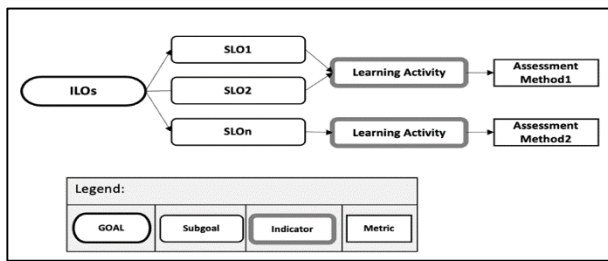 SLO1
ILOs
SLO2
SLOn
Learning Activity
Learning Activity
Assessment
Method1
Assessment
Method2
Legend:
GOAL
Subgoal
Indicator
Metric